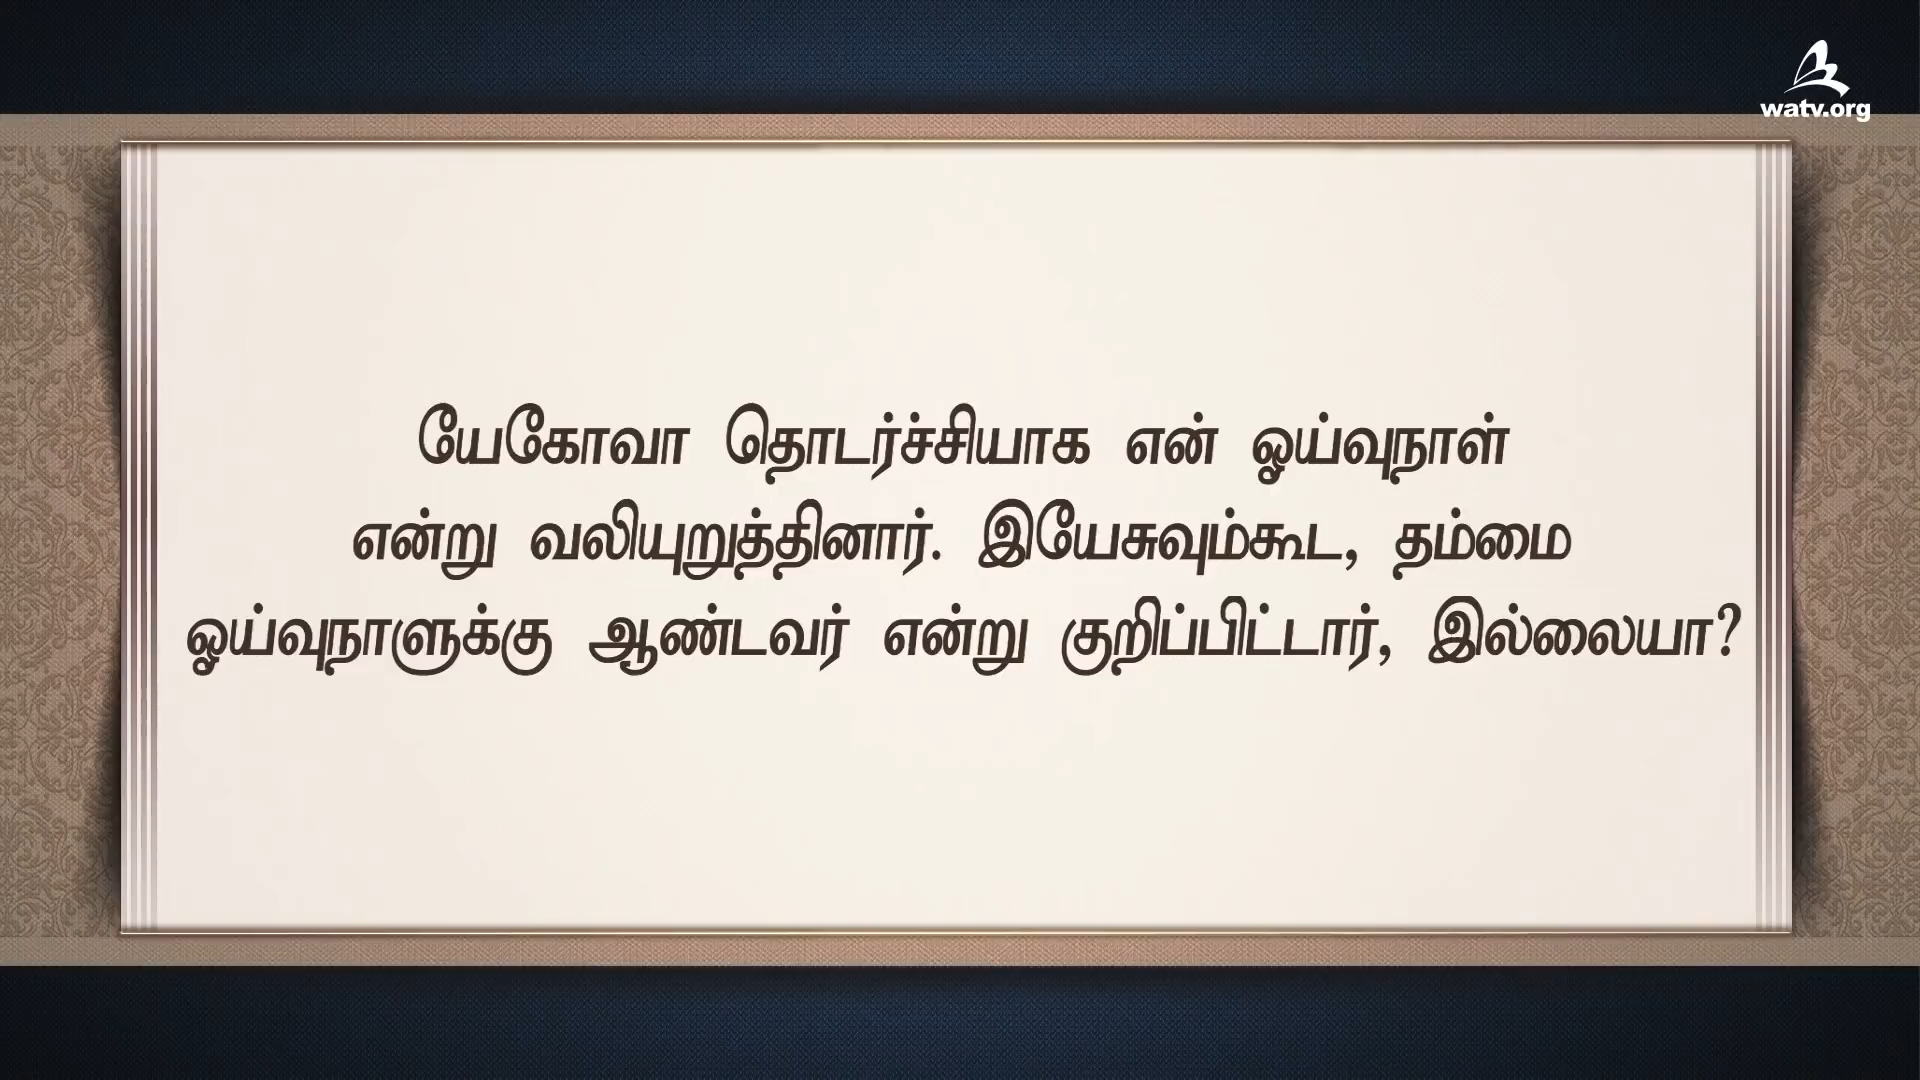 watv.org
யேகோவா தொடர்ச்சியாக என் ஓய்வுநாள்
என்று வலியுறுத்தினார். இயேசுவும்கூட, தம்மை
ஓய்வுநாளுக்கு ஆண்டவர் என்று குறிப்பிட்டார், இல்லையா?